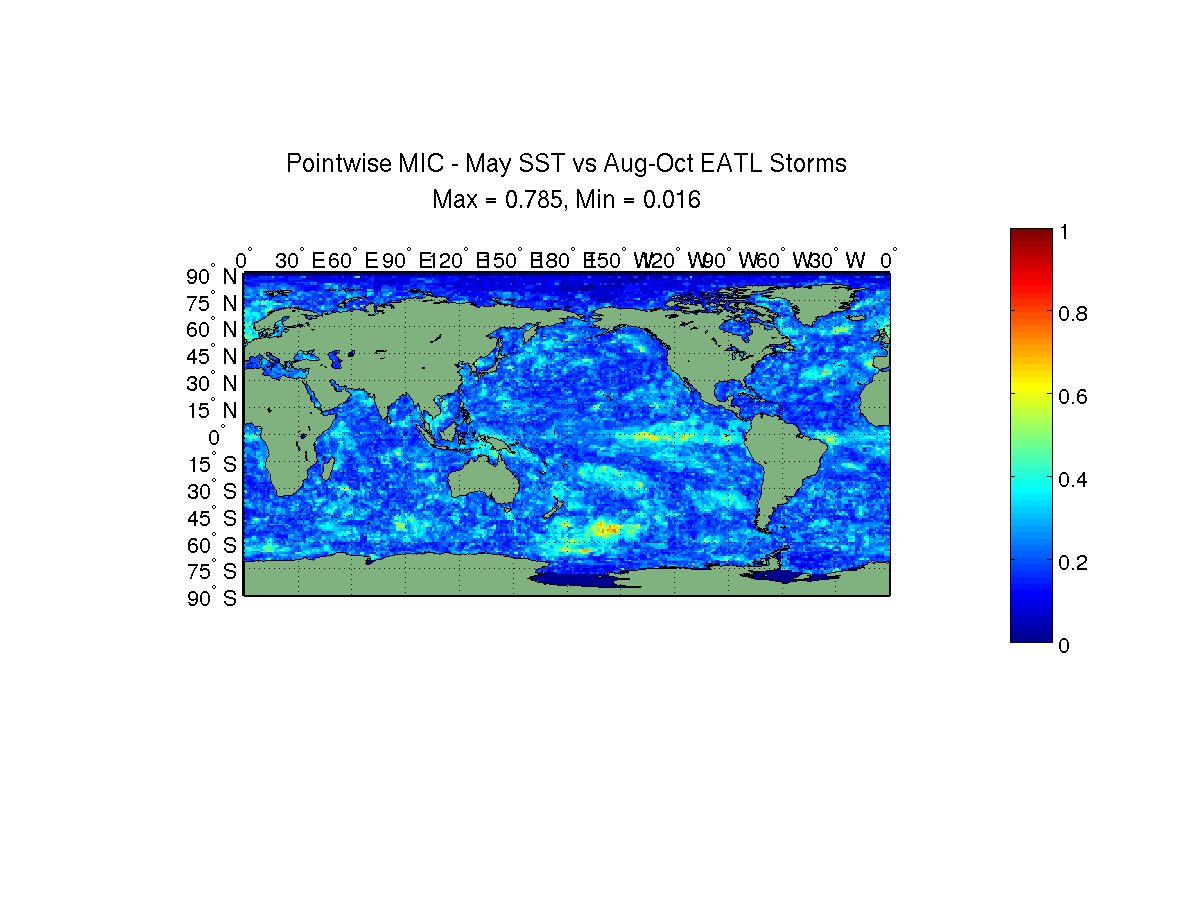 Pointwise MIC - May SST vs Aug-Oct EATL Storms
Max = 0.785, Min = 0.016
0° 30° E 60° E 90° E 120° E 150° E 180° E 150° W 120° W 90° W 60° W 30° W 0°
90° N
75° N
60° N
45° N
30° N
15° N
0°
15° S
30° S
45° S
60° S
75° S
90° S
1
0.8
0.6
0.4
0.2
0